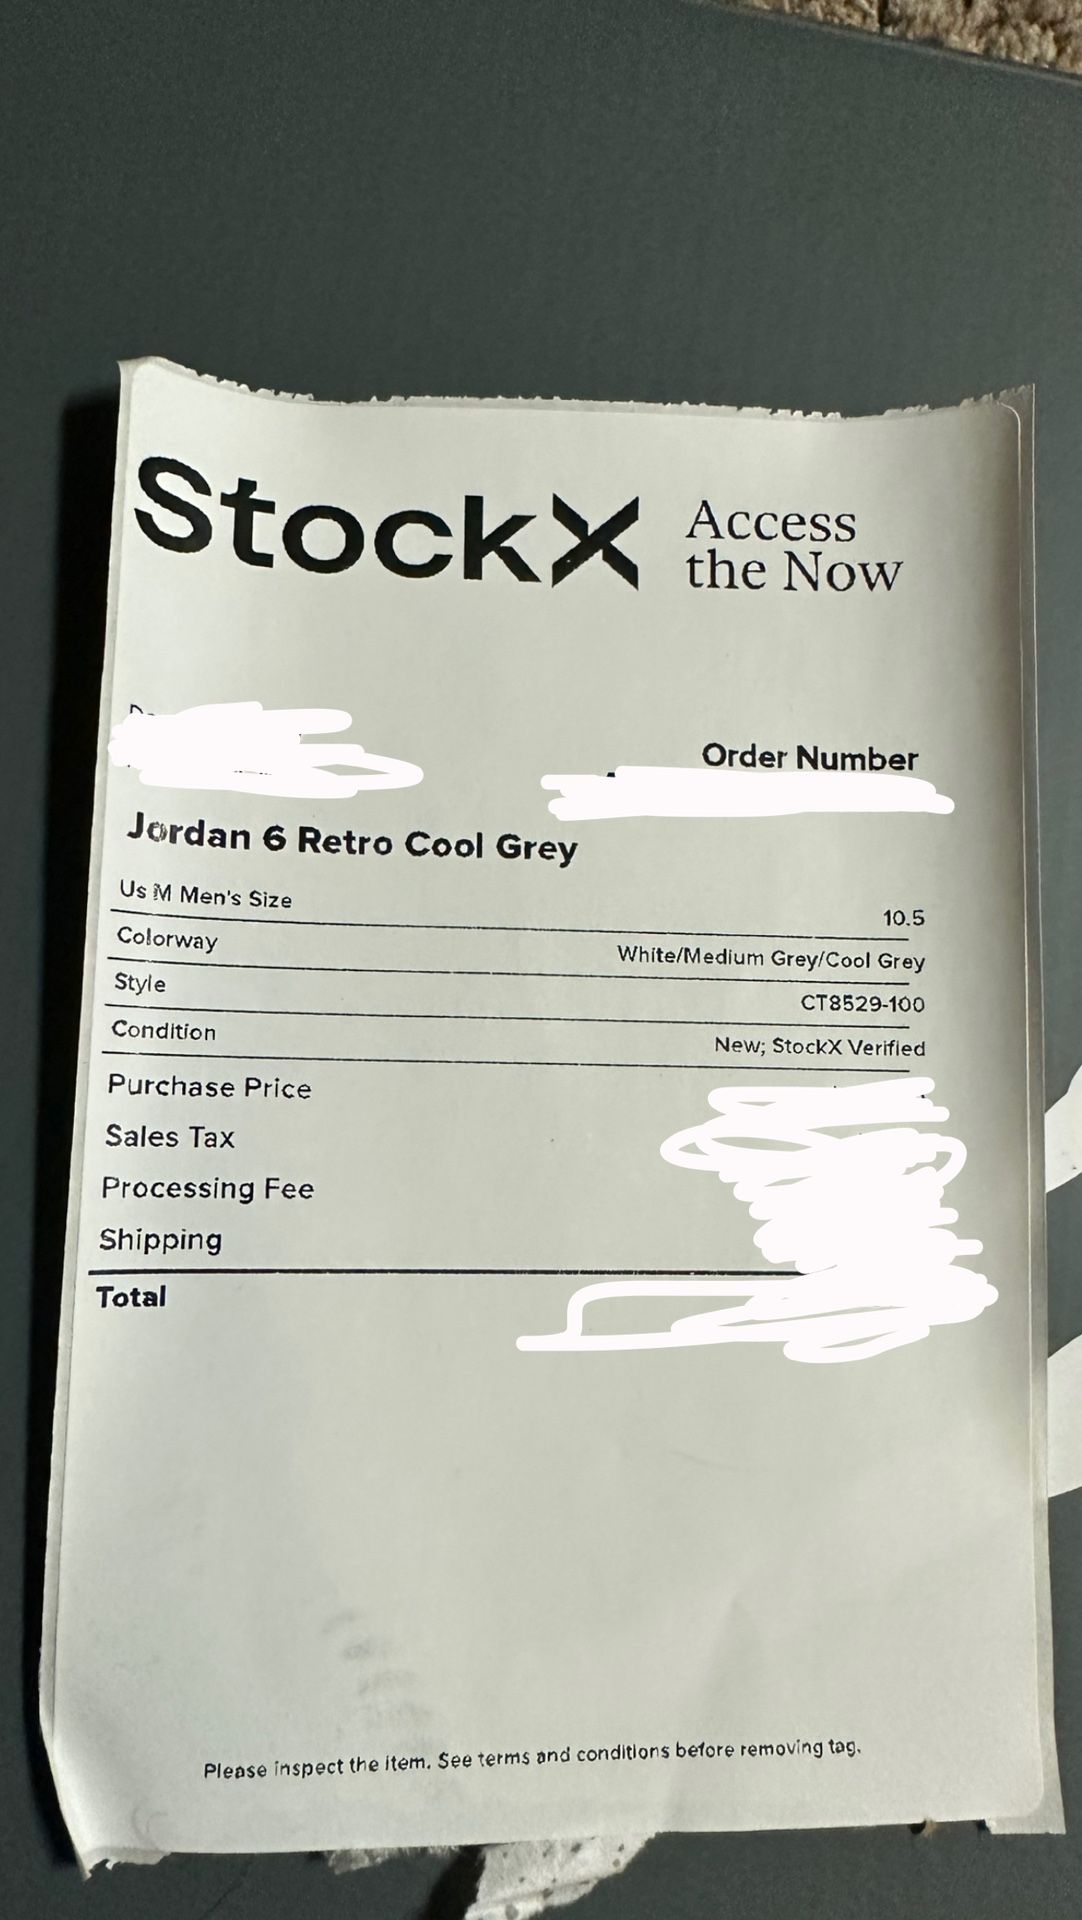 StockX
Access
the Now
Order Number
Jordan 6 Retro Cool Grey
Us M Men's Size 10.5
Colorway White/Medium Grey/Cool Grey
Style CT8529-100
Condition New; StockX Verified
Purchase Price
Sales Tax
Processing Fee
Shipping
Total
Please inspect the item. See terms and conditions before removing tag.